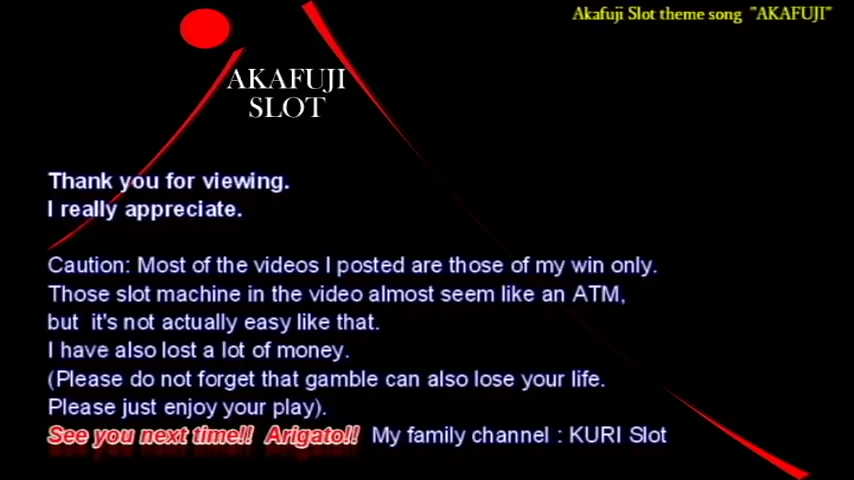 Akafuji Slot theme song "AKAFUJI"
AKAFUJI
SLOT
Thank you for viewing.
I really appreciate.
Caution: Most of the videos I posted are those of my win only.
Those slot machine in the video almost seem like an ATM,
but it's not actually easy like that.
I have also lost a lot of money.
(Please do not forget that gamble can also lose your life.
Please just enjoy your play).
See you next time!! Arigato!! My family channel : KURI Slot